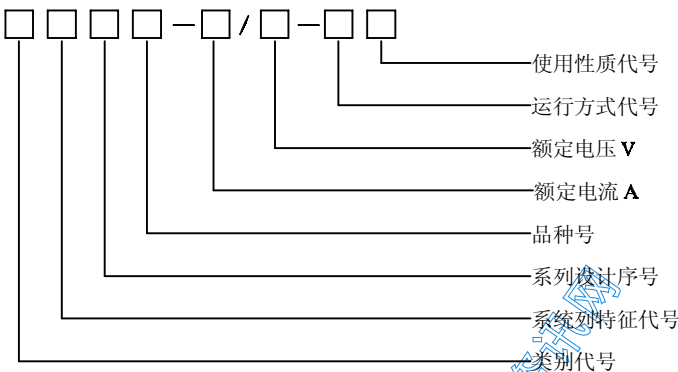 □□□□－□/□－□□
使用性质代号
运行方式代号
额定电压 V
额定电流 A
品种号
系列设计序号
系统列特征代号
类别代号